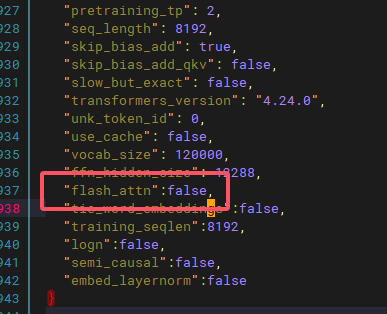 927 "pretraining_tp": 2,
928 "seq_length": 8192,
929 "skip_bias_add": true,
930 "skip_bias_add_qkv": false,
931 "slow_but_exact": false,
932 "transformers_version": "4.24.0",
933 "unk_token_id": 0,
934 "use_cache": false,
935 "vocab_size": 120000,
936 "ffn_hidden_size": 12288,
937 "flash_attn":false,
938 "tie_word_embeddings":false,
939 "training_seqlen":8192,
940 "logn":false,
941 "semi_causal":false,
942 "embed_layernorm":false
943 }